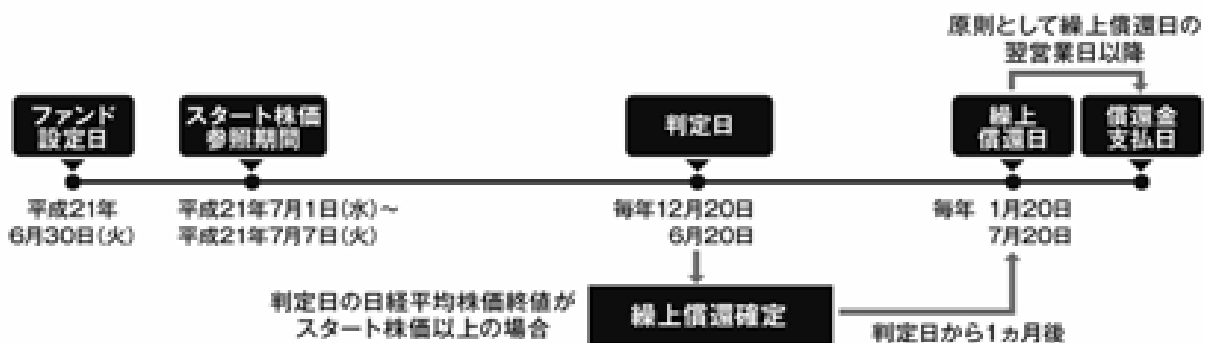 原則として繰上償還日の
翌営業日以降
ファンド
設定日
スタート株価
参照期間
判定日
繰上
償還日
償還金
支払日
平成21年
6月30日(火)
平成21年7月1日(水)～
平成21年7月7日(火)
毎年12月20日
6月20日
毎年 1月20日
7月20日
判定日の日経平均株価終値が
スタート株価以上の場合
繰上償還確定
判定日から1ヵ月後